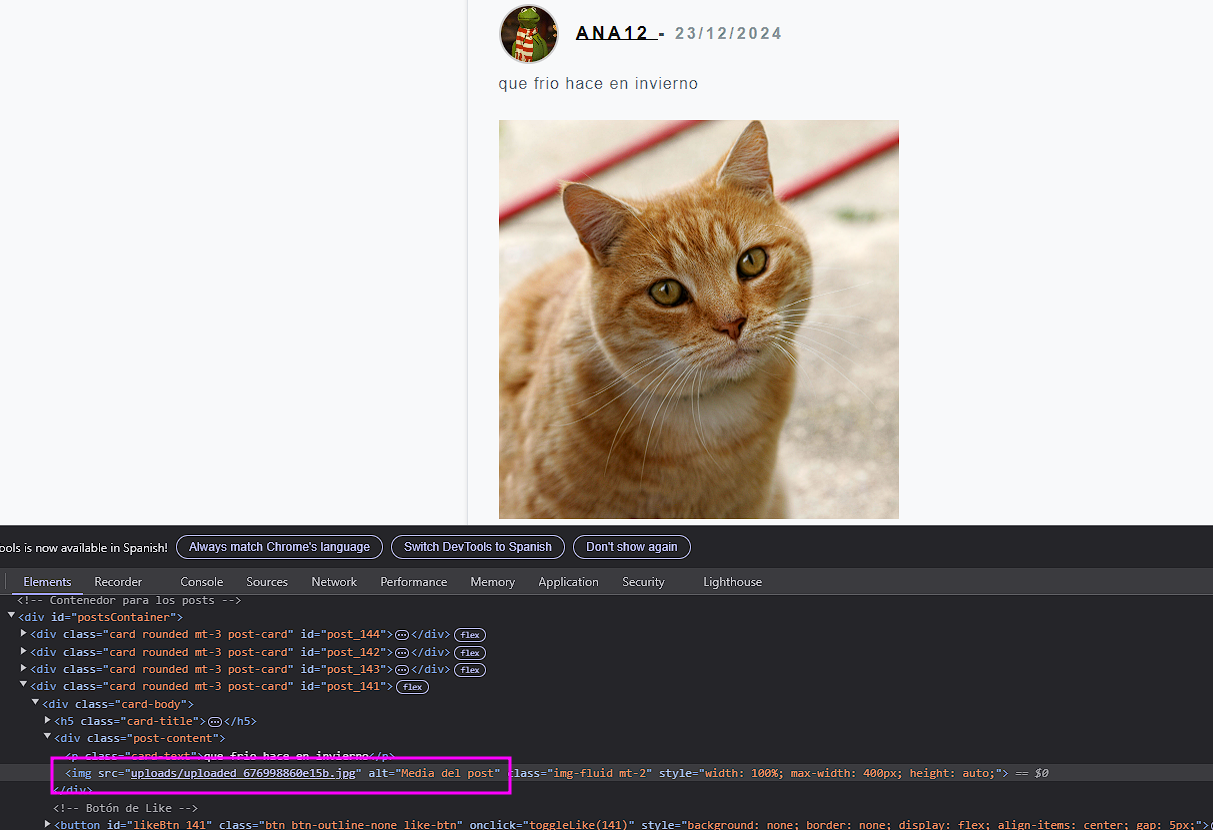 ANA12 - 23/12/2024
que frio hace en invierno
ools is now available in Spanish! Always match Chrome's language Switch DevTools to Spanish Don't show again
Elements Recorder Console Sources Network Performance Memory Application Security Lighthouse
<!-- Contenedor para los posts -->
<div id="postsContainer">
<div class="card rounded mt-3 post-card" id="post_144"> </div> flex
<div class="card rounded mt-3 post-card" id="post_142"> </div> flex
<div class="card rounded mt-3 post-card" id="post_143"> </div> flex
<div class="card rounded mt-3 post-card" id="post_141"> flex
<div class="card-body">
<h5 class="card-title"> </h5>
<div class="post-content">
<p class="card-text">que frio hace en invierno</p>
<img src="uploads/uploaded_676998860e15b.jpg" alt="Media del post" class="img-fluid mt-2" style="width: 100%; max-width: 400px; height: auto;"> == $0
</div>
<!-- Botón de Like -->
<button id="likeBtn_141" class="btn btn-outline-none like-btn" onclick="toggleLike(141)" style="background: none; border: none; display: flex; align-items: center; gap: 5px;">